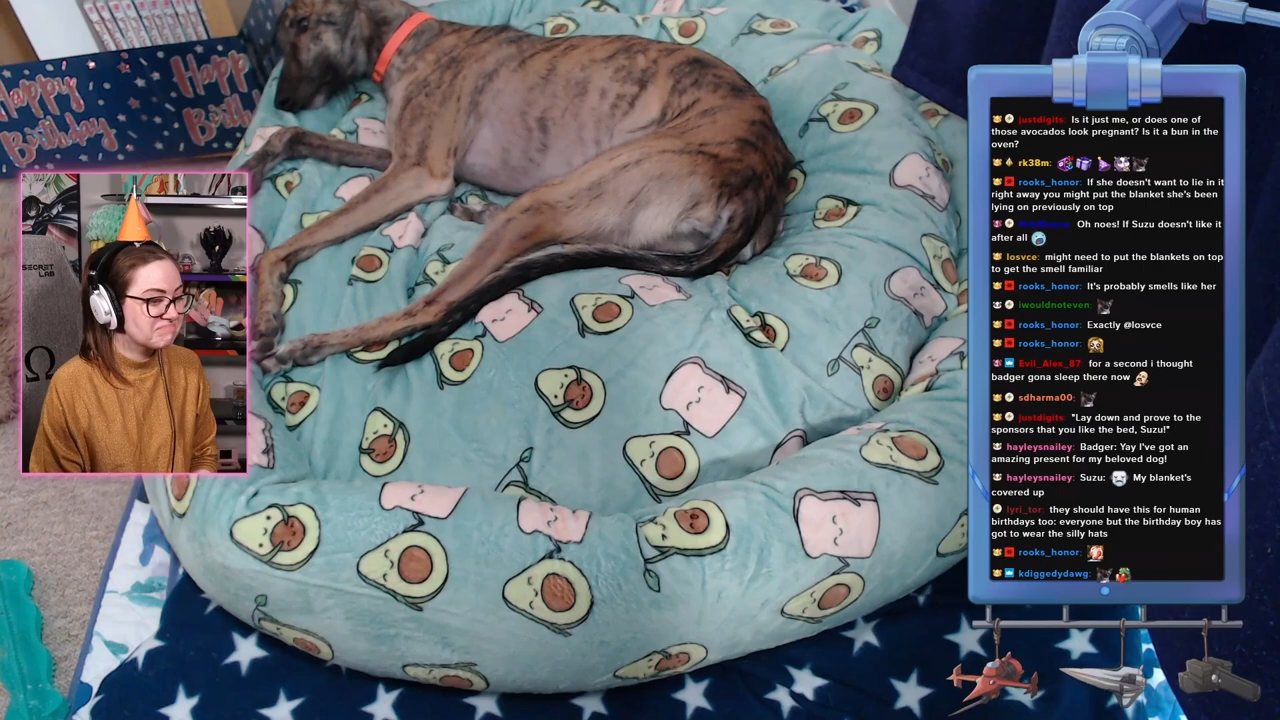 Happy
Birthday
Happ
Birth
SECRET
LAB
justdigits: Is it just me, or does one of
those avocados look pregnant? Is it a bun in the
oven?
rk38m:
rooks_honor: If she doesn't want to lie in it
right away you might put the blanket she's been
lying on previously on top
Oh noes! If Suzu doesn't like it
after all
losvce: might need to put the blankets on top
to get the smell familiar
rooks_honor: It's probably smells like her
iwouldnoteven:
rooks_honor: Exactly @losvce
rooks_honor:
Evil_Alex_87: for a second i thought
badger gona sleep there now
sdharma00:
justdigits: "Lay down and prove to the
sponsors that you like the bed, Suzu!"
hayleysnailey: Badger: Yay I've got an
amazing present for my beloved dog!
hayleysnailey: Suzu: My blanket's
covered up
lyri_tor: they should have this for human
birthdays too: everyone but the birthday boy has
got to wear the silly hats
rooks_honor:
kdiggedydawg: